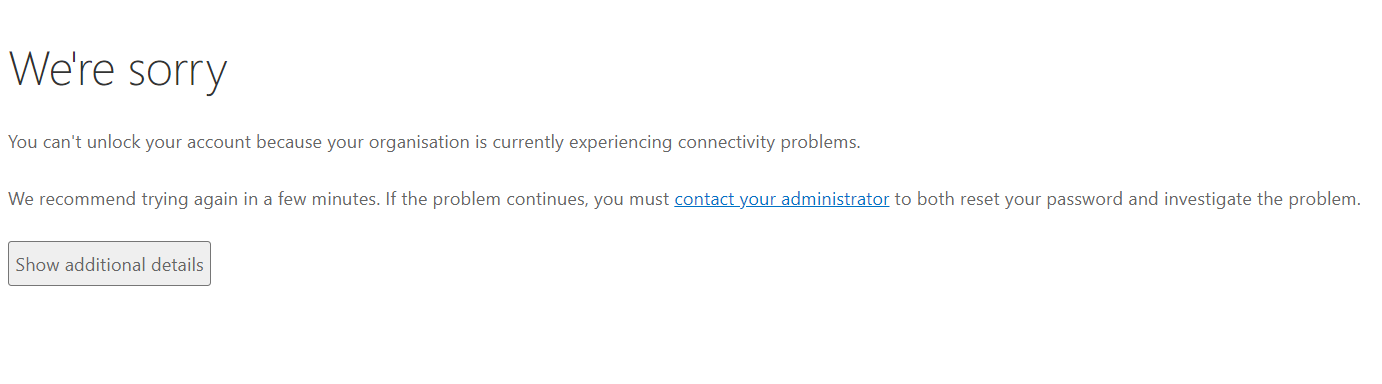 We're sorry
You can't unlock your account because your organisation is currently experiencing connectivity problems.
We recommend trying again in a few minutes. If the problem continues, you must contact your administrator to both reset your password and investigate the problem.
Show additional details